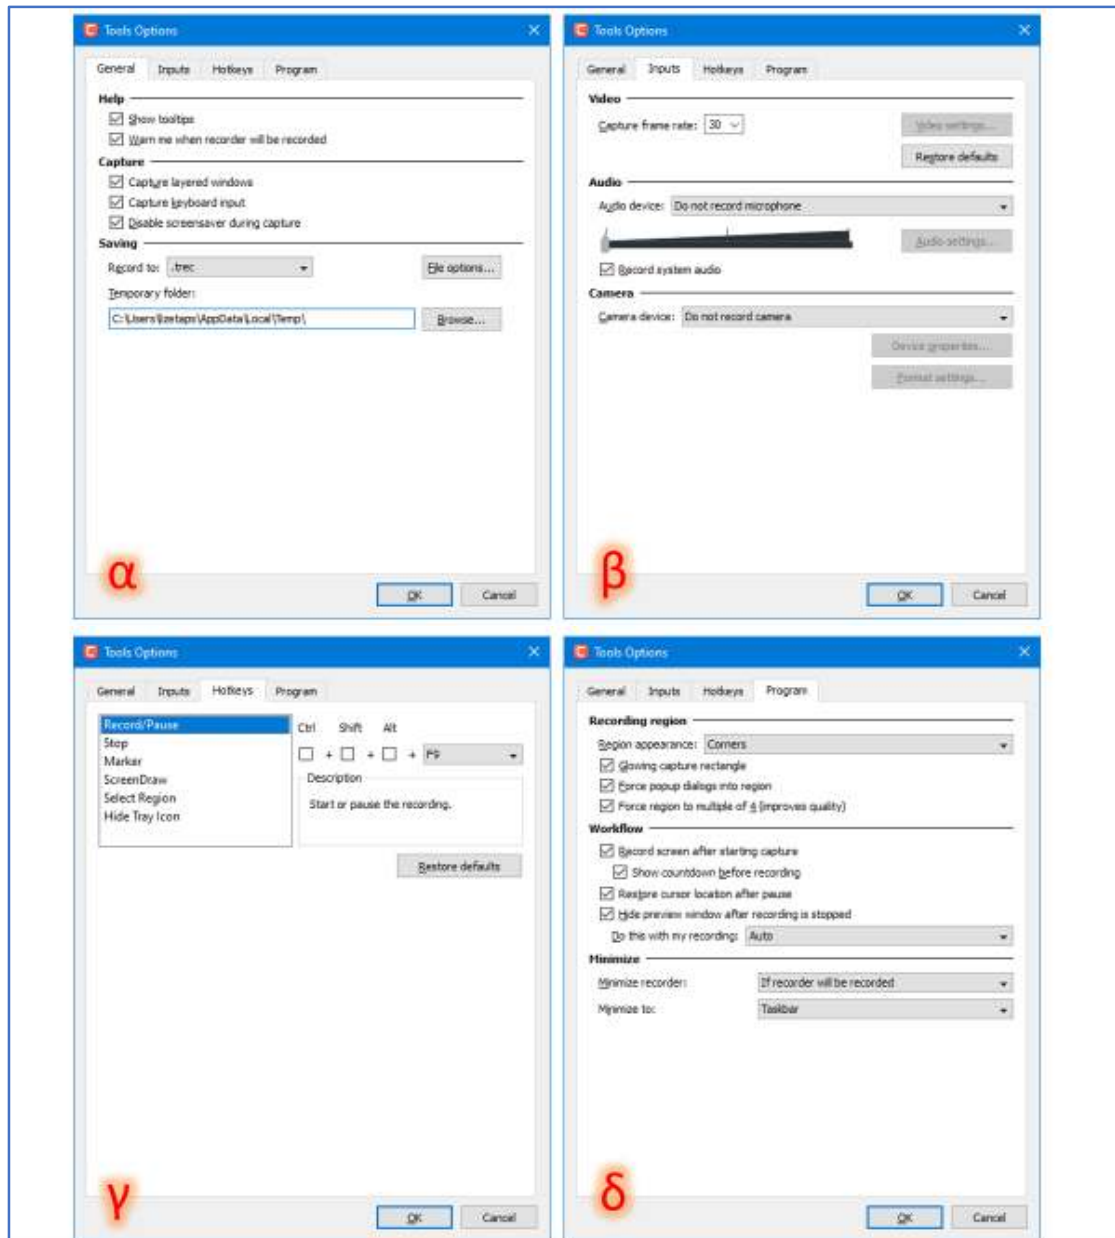 Tools Options
General Inputs Hotkeys Program
Help
Show tooltips
Warn me when recorder will be recorded
Capture
Capture layered windows
Capture keyboard input
Disable screensaver during capture
Saving
Record to: .trec File options...
Temporary folder:
C:\Users\lizetaps\AppData\Local\Temp\ Browse...
α
OK Cancel
Tools Options
General Inputs Hotkeys Program
Video
Capture frame rate: 30 Video settings...
Restore defaults
Audio
Audio device: Do not record microphone
Audio settings...
Record system audio
Camera
Camera device: Do not record camera
Device properties...
Format settings...
β
OK Cancel
Tools Options
General Inputs Hotkeys Program
Record/Pause
Stop
Marker
ScreenDraw
Select Region
Hide Tray Icon
Ctrl Shift Alt
+ + + F9
Description
Start or pause the recording.
Restore defaults
γ
OK Cancel
Tools Options
General Inputs Hotkeys Program
Recording region
Region appearance: Corners
Glowing capture rectangle
Force popup dialogs into region
Force region to multiple of 4 (improves quality)
Workflow
Record screen after starting capture
Show countdown before recording
Restore cursor location after pause
Hide preview window after recording is stopped
Do this with my recording: Auto
Minimize
Minimize recorder: If recorder will be recorded
Minimize to: Taskbar
δ
OK Cancel